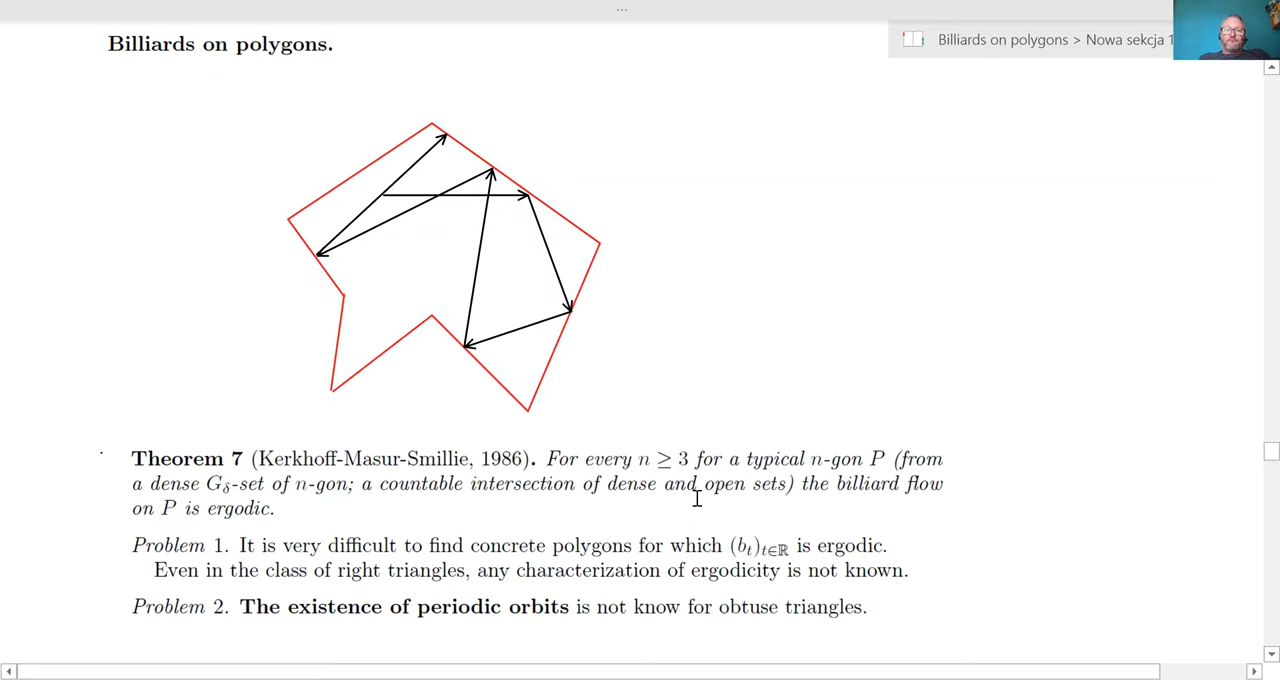 ...
Billiards on polygons.
Billiards on polygons > Nowa sekcja 1
Theorem 7 (Kerkhoff-Masur-Smillie, 1986). For every n ≥ 3 for a typical n-gon P (from
a dense G_δ-set of n-gon; a countable intersection of dense and open sets) the billiard flow
on P is ergodic.
Problem 1. It is very difficult to find concrete polygons for which (b_t)_{t∈ℝ} is ergodic.
Even in the class of right triangles, any characterization of ergodicity is not known.
Problem 2. The existence of periodic orbits is not know for obtuse triangles.